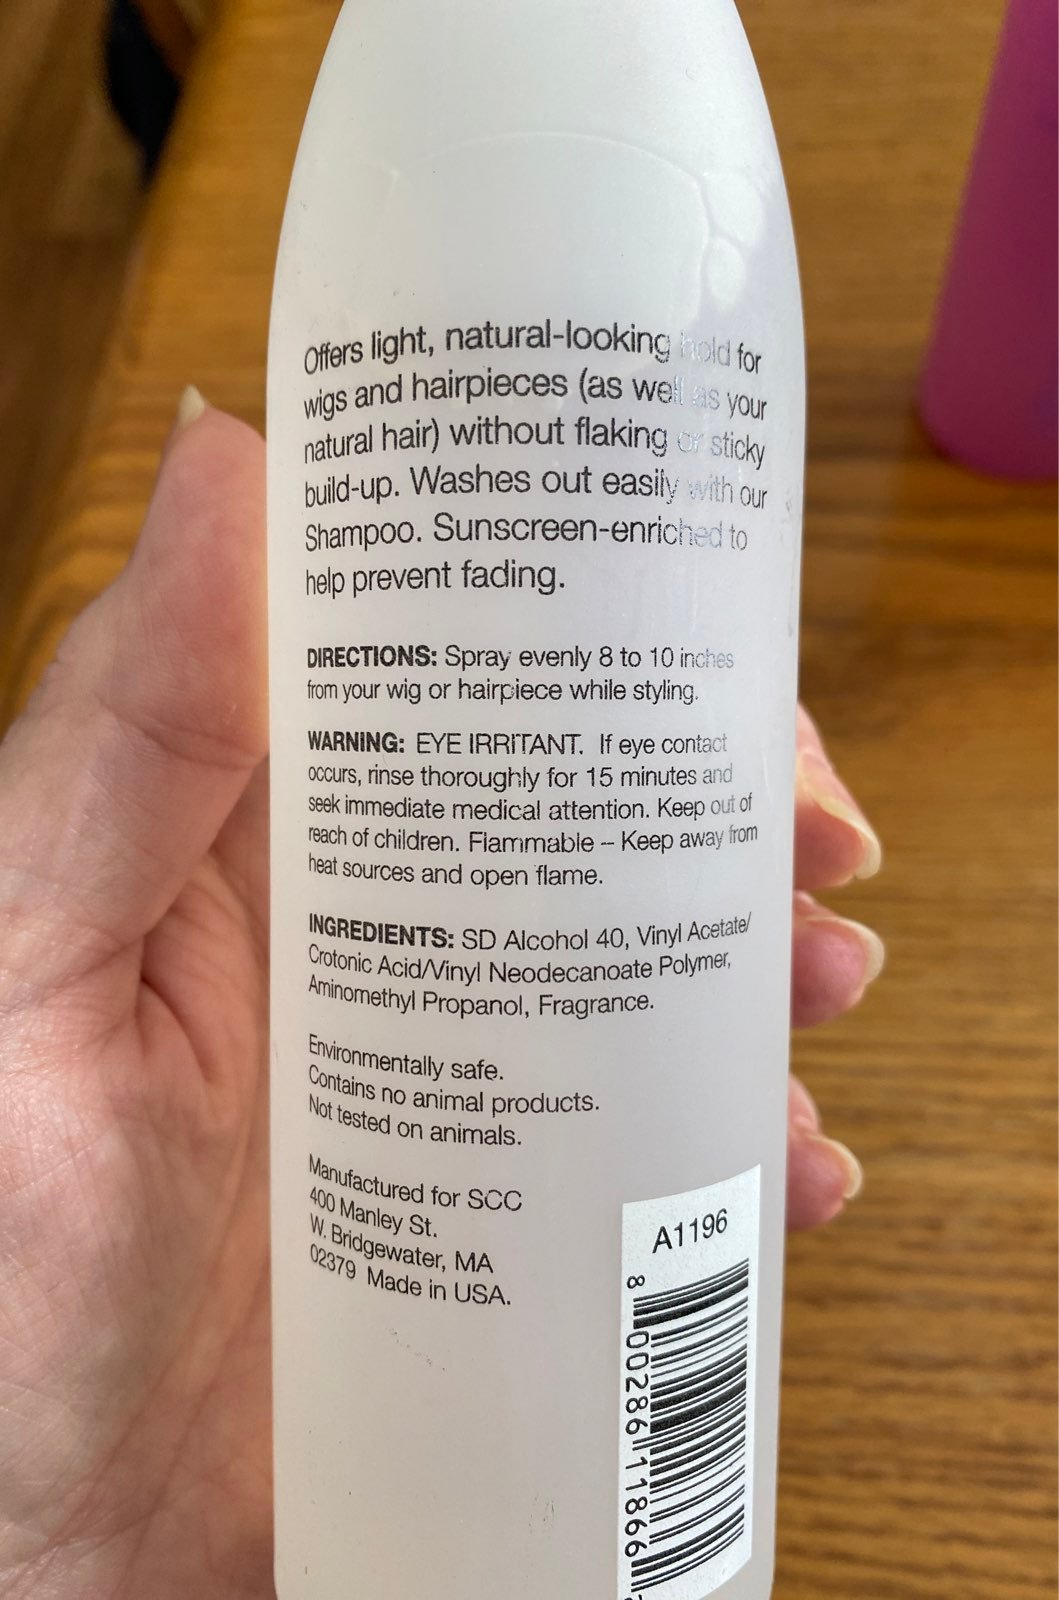 Offers light, natural-looking hold for
wigs and hairpieces (as well as your
natural hair) without flaking or sticky
build-up. Washes out easily with our
Shampoo. Sunscreen-enriched to
help prevent fading.
DIRECTIONS: Spray evenly 8 to 10 inches
from your wig or hairpiece while styling.
WARNING: EYE IRRITANT. If eye contact
occurs, rinse thoroughly for 15 minutes and
seek immediate medical attention. Keep out of
reach of children. Flammable – Keep away from
heat sources and open flame.
INGREDIENTS: SD Alcohol 40, Vinyl Acetate/
Crotonic Acid/Vinyl Neodecanoate Polymer,
Aminomethyl Propanol, Fragrance.
Environmentally safe.
Contains no animal products.
Not tested on animals.
Manufactured for SCC
400 Manley St.
W. Bridgewater, MA
02379 Made in USA.
A1196
8 00286 11866